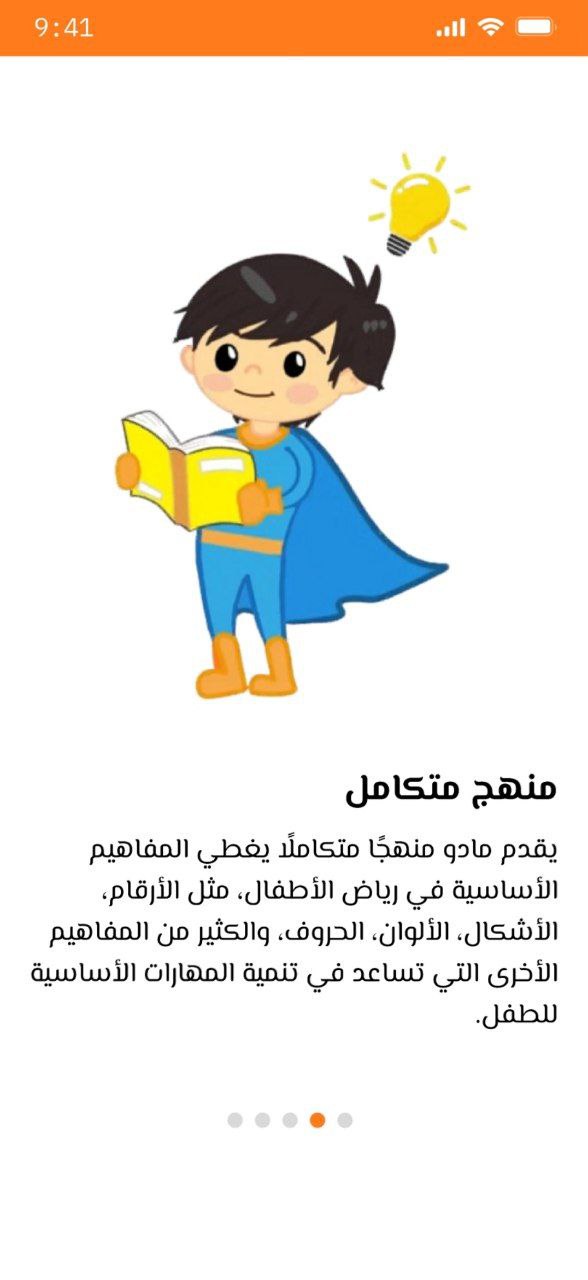 9:41
منهج متكامل
يقدم مادو منهجًا متكاملًا يغطي المفاهيم
الأساسية في رياض الأطفال، مثل الأرقام،
الأشكال، الألوان، الحروف، والكثير من المفاهيم
الأخرى التي تساعد في تنمية المهارات الأساسية
للطفل.